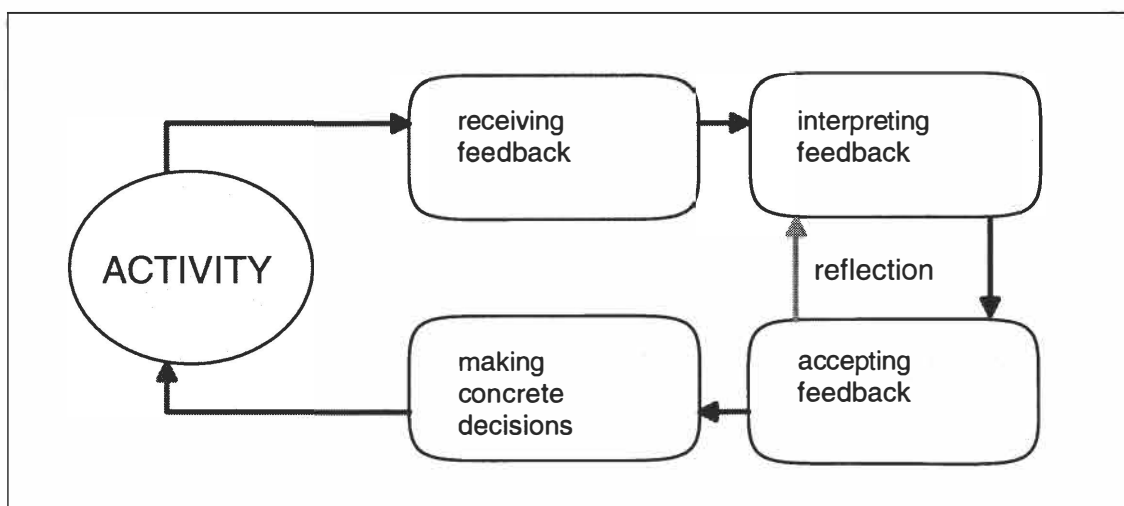 receiving
feedback
interpreting
feedback
ACTIVITY
reflection
making
concrete
decisions
accepting
feedback